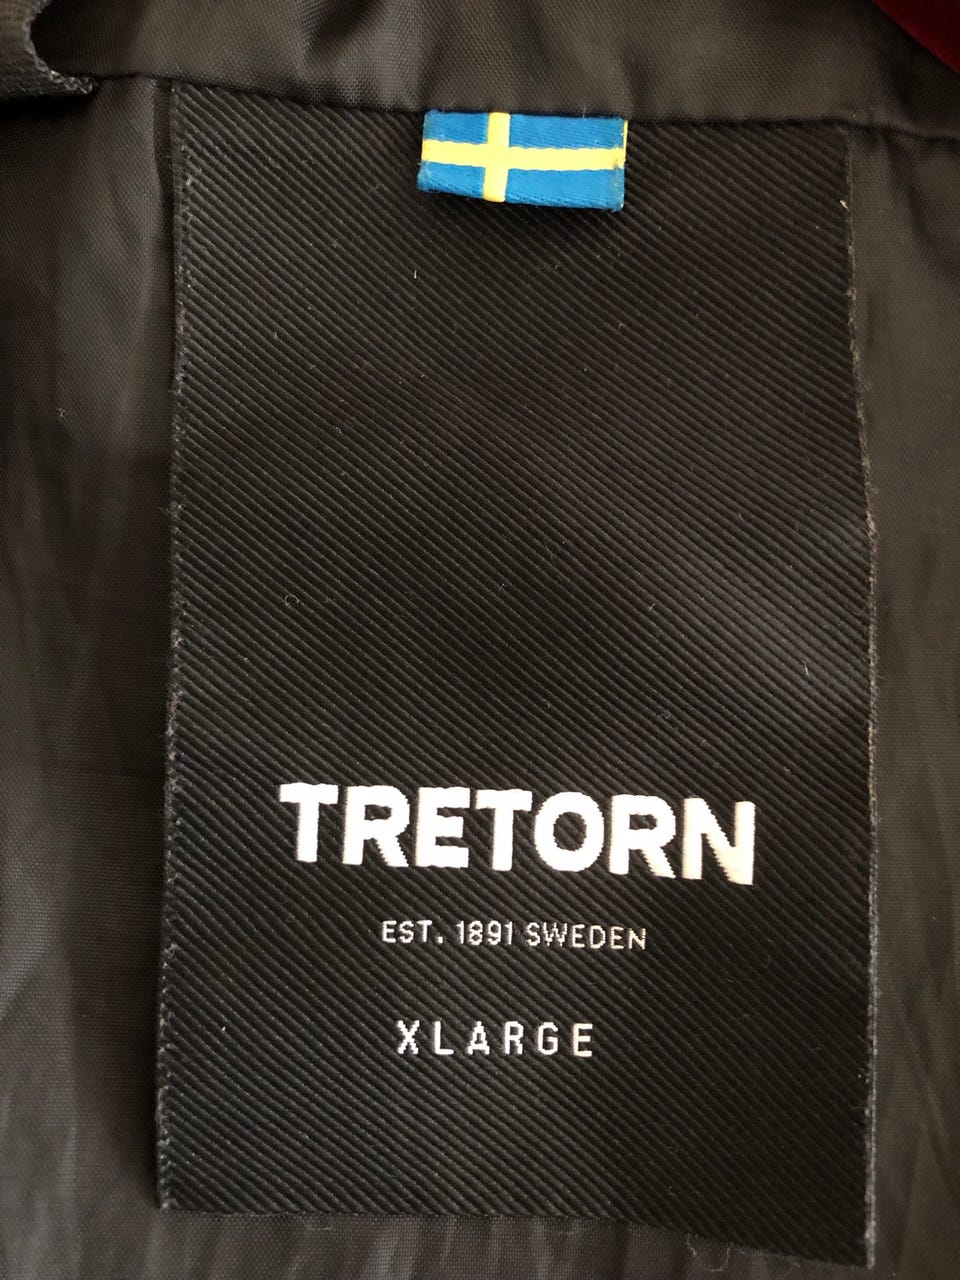 TRETORN
EST. 1891 SWEDEN
XLARGE